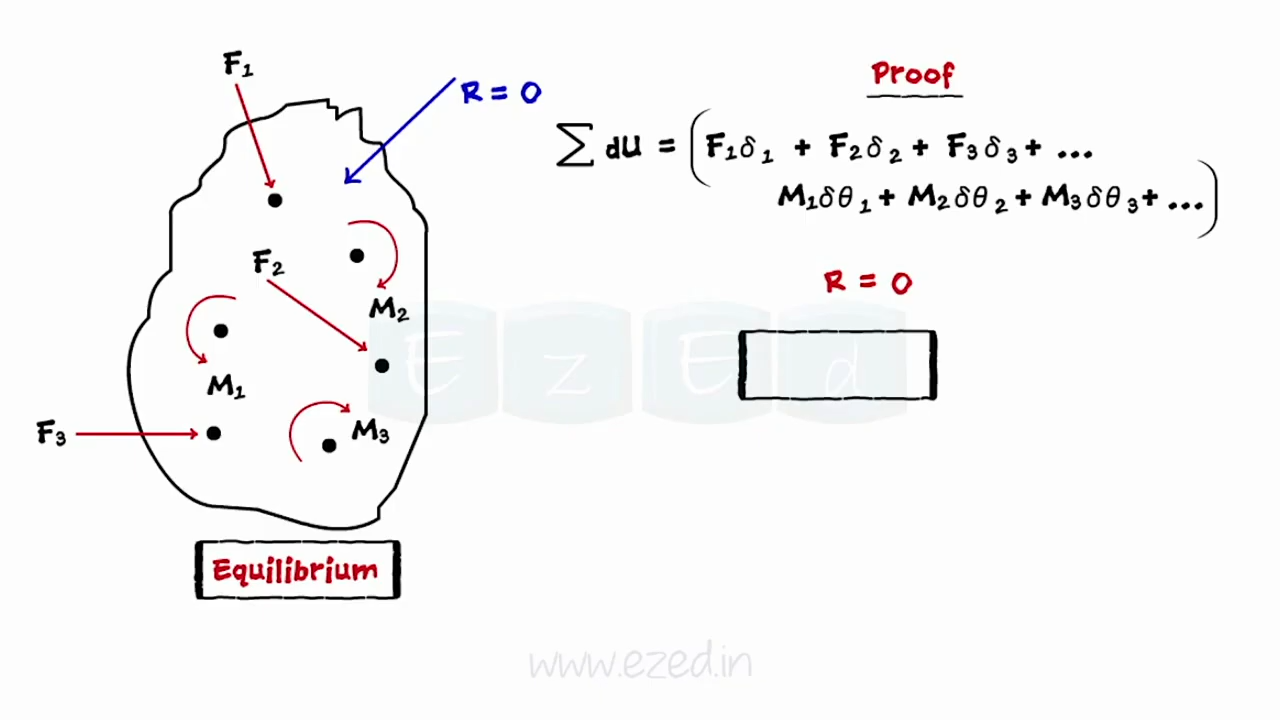 F₁
R = 0
Proof
∑ dU = (F₁δ₁ + F₂δ₂ + F₃δ₃ + ...
M₁δθ₁ + M₂δθ₂ + M₃δθ₃ + ...)
F₂
M₂
R = 0
M₁
EzEd
F₃
M₃
Equilibrium
www.ezed.in